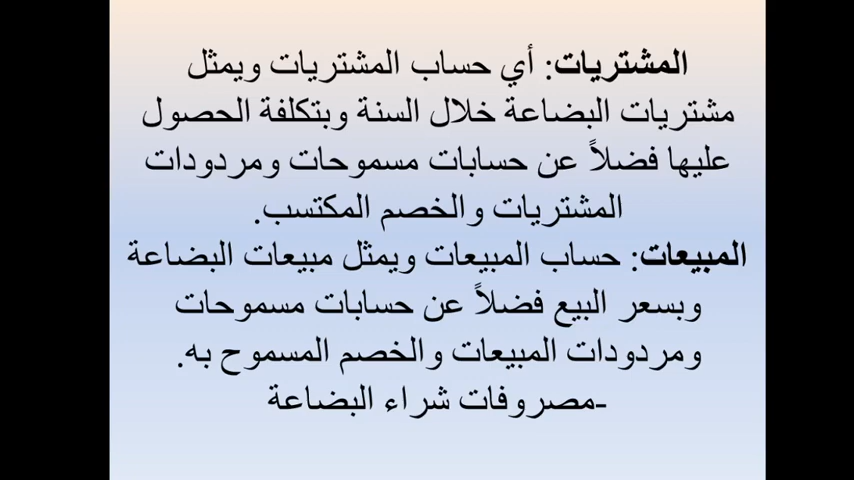 المشتريات: أي حساب المشتريات ويمثل
مشتريات البضاعة خلال السنة وبتكلفة الحصول
عليها فضلاً عن حسابات مسموحات ومردودات
المشتريات والخصم المكتسب.
المبيعات: حساب المبيعات ويمثل مبيعات البضاعة
وبسعر البيع فضلاً عن حسابات مسموحات
ومردودات المبيعات والخصم المسموح به.
-مصروفات شراء البضاعة